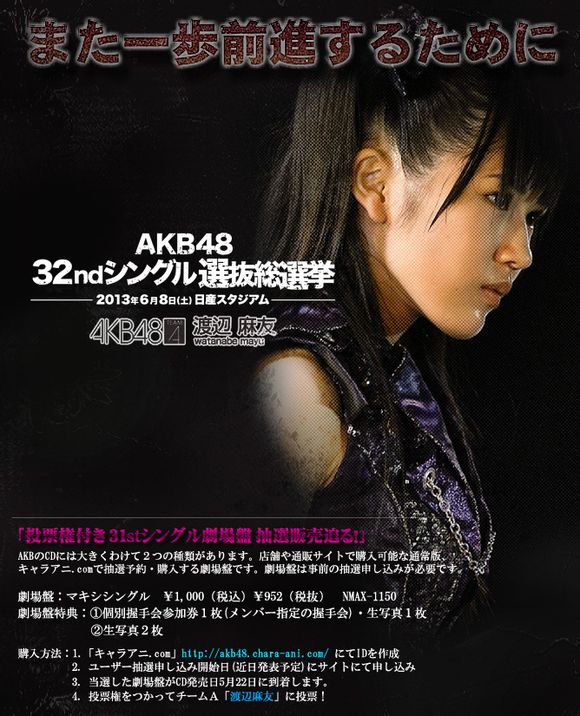 また一歩前進するために
AKB48
32ndシングル 選抜総選挙
2013年6月8日(土) 日産スタジアム
AKB48 TEAM A 渡辺 麻友
watanabe mayu
「投票権付き31stシングル劇場盤 抽選販売迫る!」
AKBのCDには大きくわけて２つの種類があります。店舗や通販サイトで購入可能な通常版、
キャラアニ.comで抽選予約・購入する劇場盤です。劇場盤は事前の抽選申し込みが必要です。
劇場盤：マキシシングル　￥1,000（税込）￥952（税抜）　NMAX-1150
劇場盤特典：①個別握手会参加券１枚(メンバー指定の握手会)・生写真１枚
②生写真２枚
購入方法：1. 「キャラアニ.com」http://akb48.chara-ani.com/ にてIDを作成
2. ユーザー抽選申し込み開始日(近日発表予定)にサイトにて申し込み
3. 当選した劇場盤がCD発売日5月22日に到着します。
4. 投票権をつかってチームＡ「渡辺麻友」に投票！